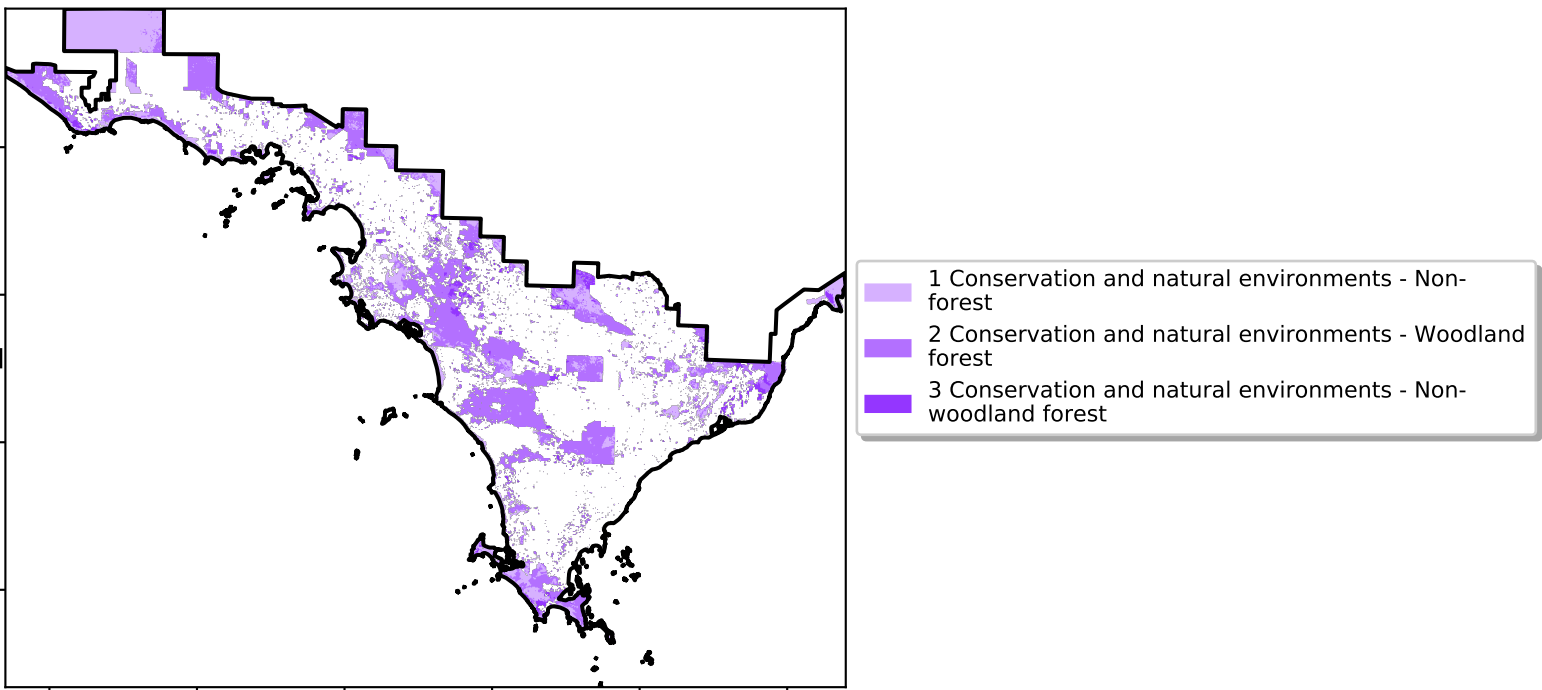 1 Conservation and natural environments - Non-
forest
2 Conservation and natural environments - Woodland
forest
3 Conservation and natural environments - Non-
woodland forest